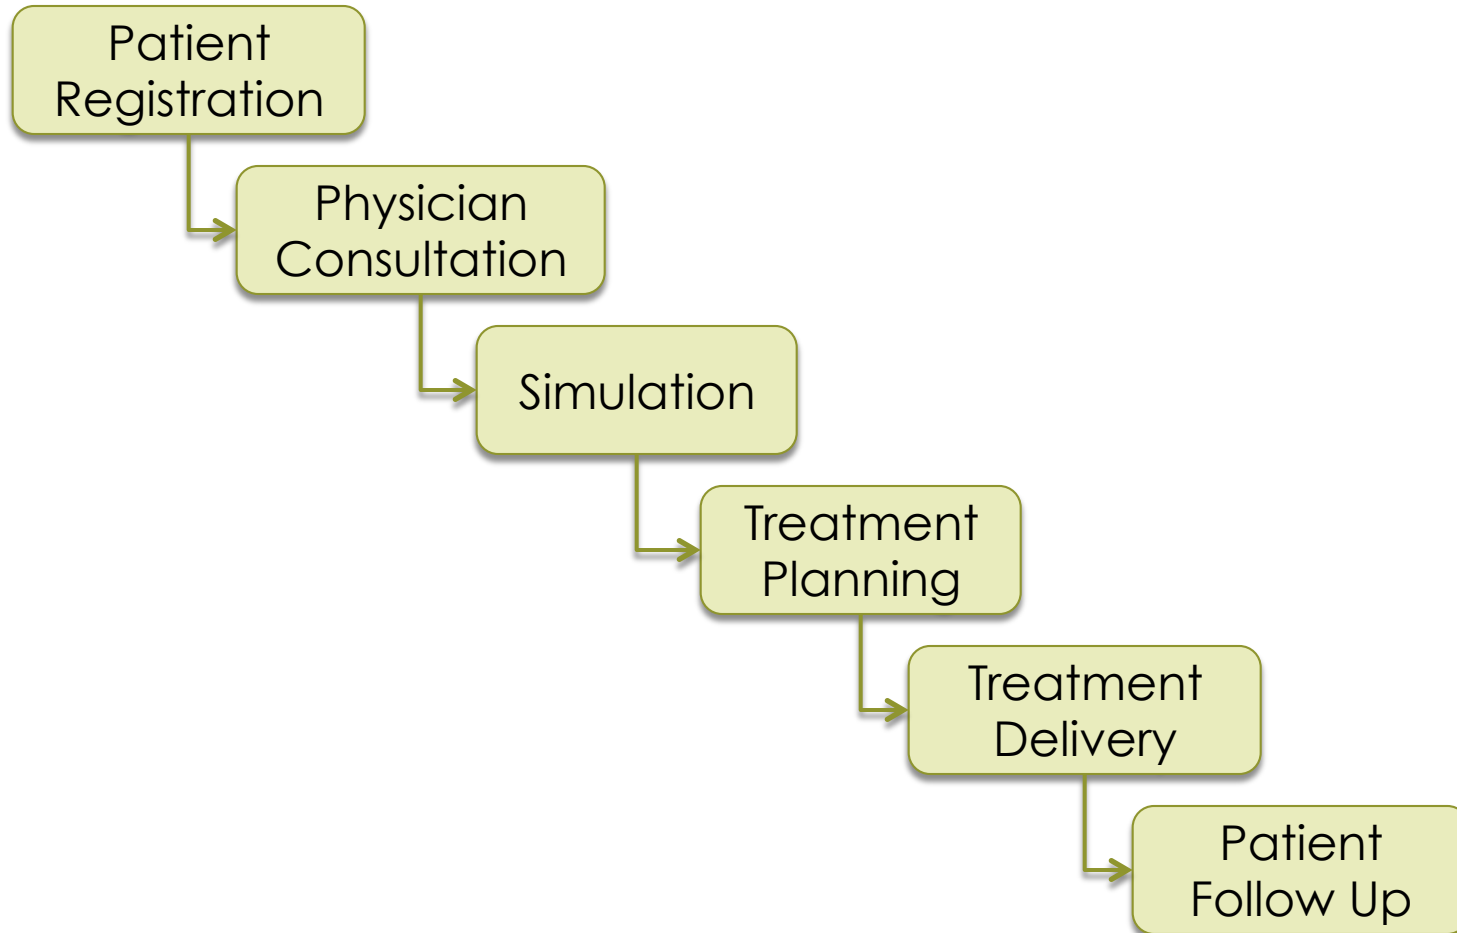 Patient
Registration
Physician
Consultation
Simulation
Treatment
Planning
Treatment
Delivery
Patient
Follow Up